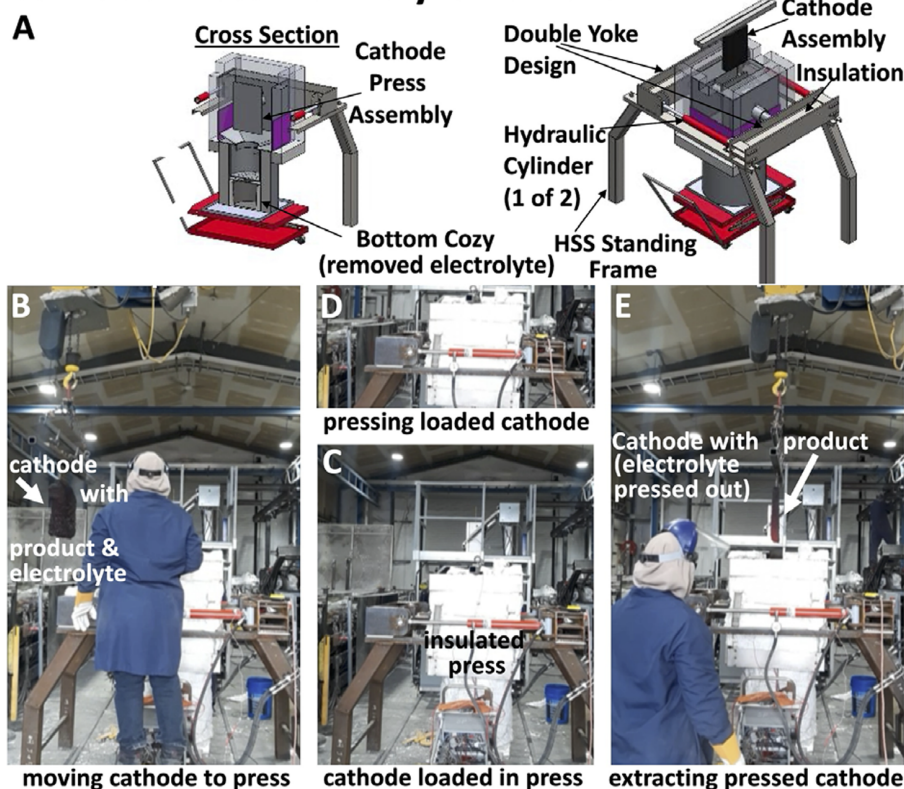 A
Cross Section
Cathode
Press
Assembly
Bottom Cozy
(removed electrolyte)
Double Yoke
Design
Hydraulic
Cylinder
(1 of 2)
HSS Standing
Frame
Cathode
Assembly
Insulation
B
cathode
with
product &
electrolyte
moving cathode to press
D
pressing loaded cathode
C
insulated
press
cathode loaded in press
E
Cathode with
(electrolyte
pressed out)
product
extracting pressed cathode